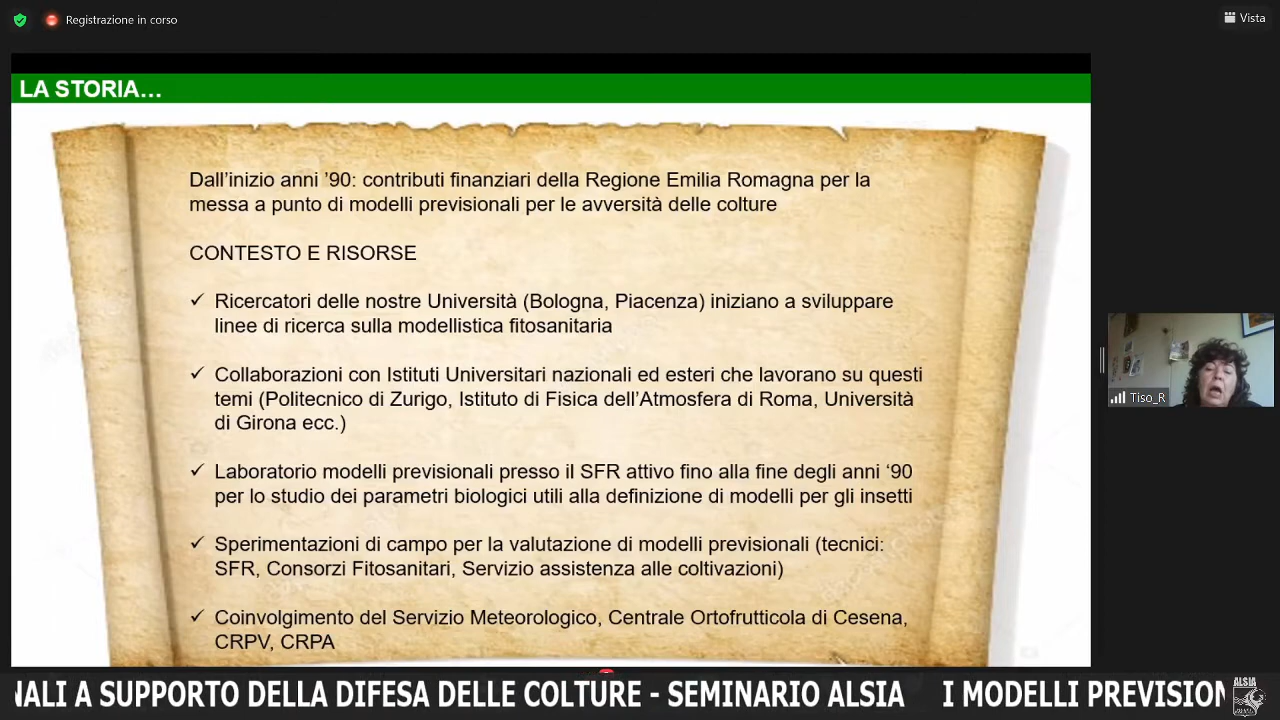 Registrazione in corso
Vista
LA STORIA...
Dall'inizio anni '90: contributi finanziari della Regione Emilia Romagna per la
messa a punto di modelli previsionali per le avversità delle colture
CONTESTO E RISORSE
✓ Ricercatori delle nostre Università (Bologna, Piacenza) iniziano a sviluppare
linee di ricerca sulla modellistica fitosanitaria
✓ Collaborazioni con Istituti Universitari nazionali ed esteri che lavorano su questi
temi (Politecnico di Zurigo, Istituto di Fisica dell'Atmosfera di Roma, Università
di Girona ecc.)
✓ Laboratorio modelli previsionali presso il SFR attivo fino alla fine degli anni '90
per lo studio dei parametri biologici utili alla definizione di modelli per gli insetti
✓ Sperimentazioni di campo per la valutazione di modelli previsionali (tecnici:
SFR, Consorzi Fitosanitari, Servizio assistenza alle coltivazioni)
✓ Coinvolgimento del Servizio Meteorologico, Centrale Ortofrutticola di Cesena,
CRPV, CRPA
Tiso_R
NALI A SUPPORTO DELLA DIFESA DELLE COLTURE - SEMINARIO ALSIA I MODELLI PREVISION
ALSIA